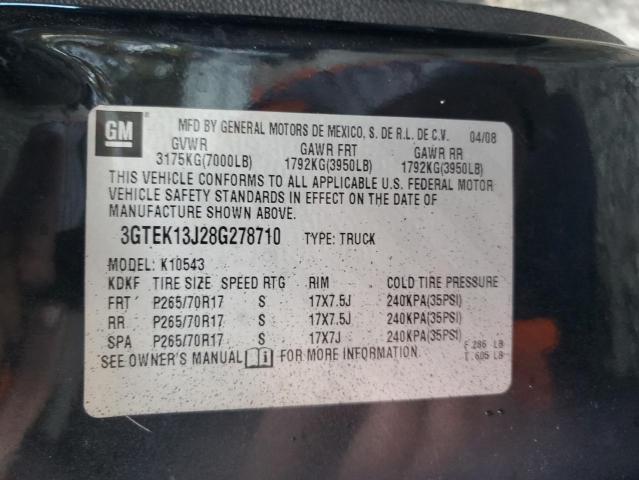 GM
MFD BY GENERAL MOTORS DE MEXICO, S. DE R.L. DE C.V. 04/08
GVWR GAWR FRT GAWR RR
3175KG(7000LB) 1792KG(3950LB) 1792KG(3950LB)
THIS VEHICLE CONFORMS TO ALL APPLICABLE U.S. FEDERAL MOTOR
VEHICLE SAFETY STANDARDS IN EFFECT ON THE DATE OF
MANUFACTURE SHOWN ABOVE.
3GTEK13J28G278710 TYPE: TRUCK
MODEL: K10543
KDKF TIRE SIZE SPEED RTG RIM COLD TIRE PRESSURE
FRT P265/70R17 S 17X7.5J 240KPA(35PSI)
RR P265/70R17 S 17X7.5J 240KPA(35PSI)
SPA P265/70R17 S 17X7J 240KPA(35PSI)
SEE OWNER'S MANUAL FOR MORE INFORMATION. F 286 LB
T 605 LB